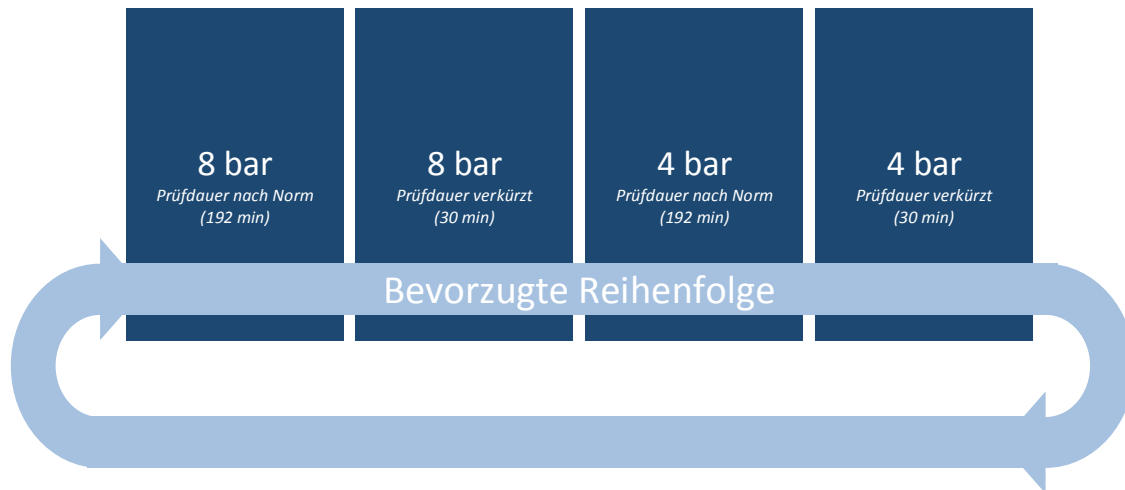 8 bar
Prüfdauer nach Norm
(192 min)
8 bar
Prüfdauer verkürzt
(30 min)
4 bar
Prüfdauer nach Norm
(192 min)
4 bar
Prüfdauer verkürzt
(30 min)
Bevorzugte Reihenfolge